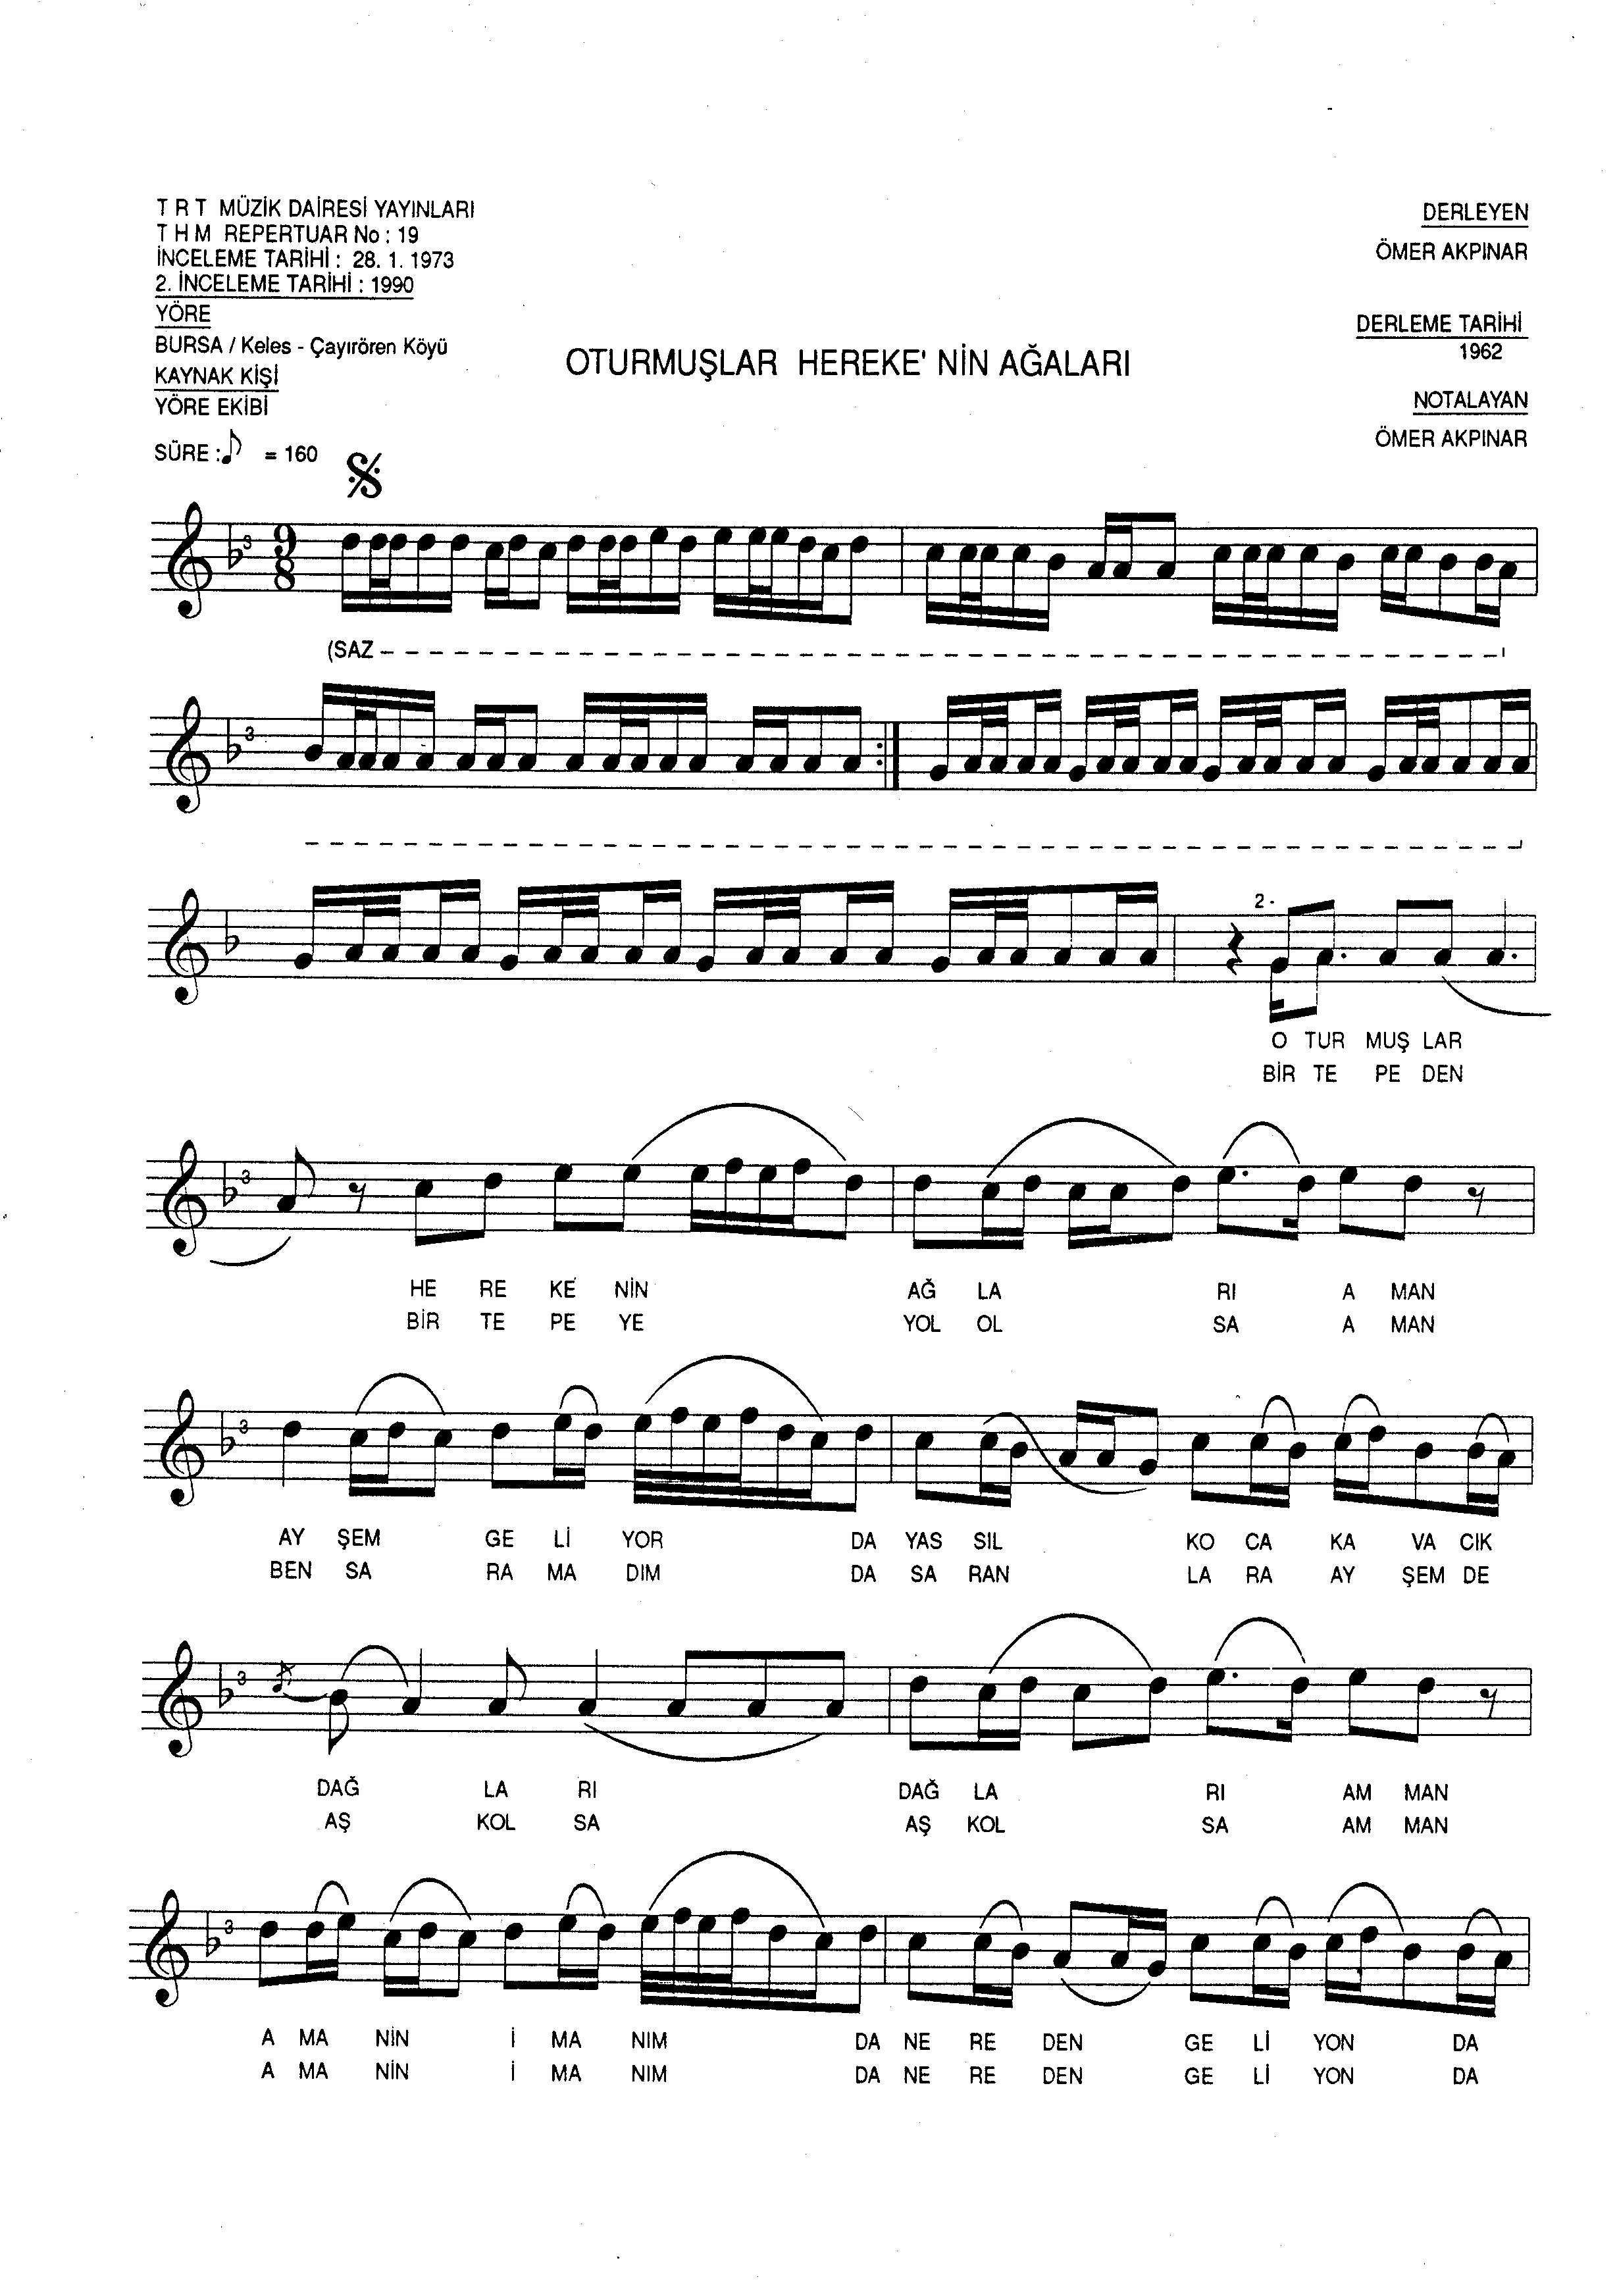 T R T MÜZİK DAİRESİ YAYINLARI
T H M REPERTUAR No : 19
İNCELEME TARİHİ : 28. 1. 1973
2. İNCELEME TARİHİ : 1990
YÖRE
BURSA / Keles - Çayırören Köyü
KAYNAK KİŞİ
YÖRE EKİBİ
SÜRE : ♪ = 160
OTURMUŞLAR HEREKE' NİN AĞALARI
DERLEYEN
ÖMER AKPINAR
DERLEME TARİHİ
1962
NOTALAYAN
ÖMER AKPINAR
3
9
8
(SAZ
3
2.
O TUR MUŞ LAR
BİR TE PE DEN
3
HE RE KE NİN AĞ LA RI A MAN
BİR TE PE YE YOL OL SA A MAN
3
AY ŞEM GE Lİ YOR DA YAS SIL KO CA KA VA CIK
BEN SA RA MA DIM DA SA RAN LA RA AY ŞEM DE
3
DAĞ LA RI DAĞ LA RI AM MAN
AŞ KOL SA AŞ KOL SA AM MAN
3
A MA NİN İ MA NIM DA NE RE DEN GE Lİ YON DA
A MA NİN İ MA NIM DA NE RE DEN GE Lİ YON DA